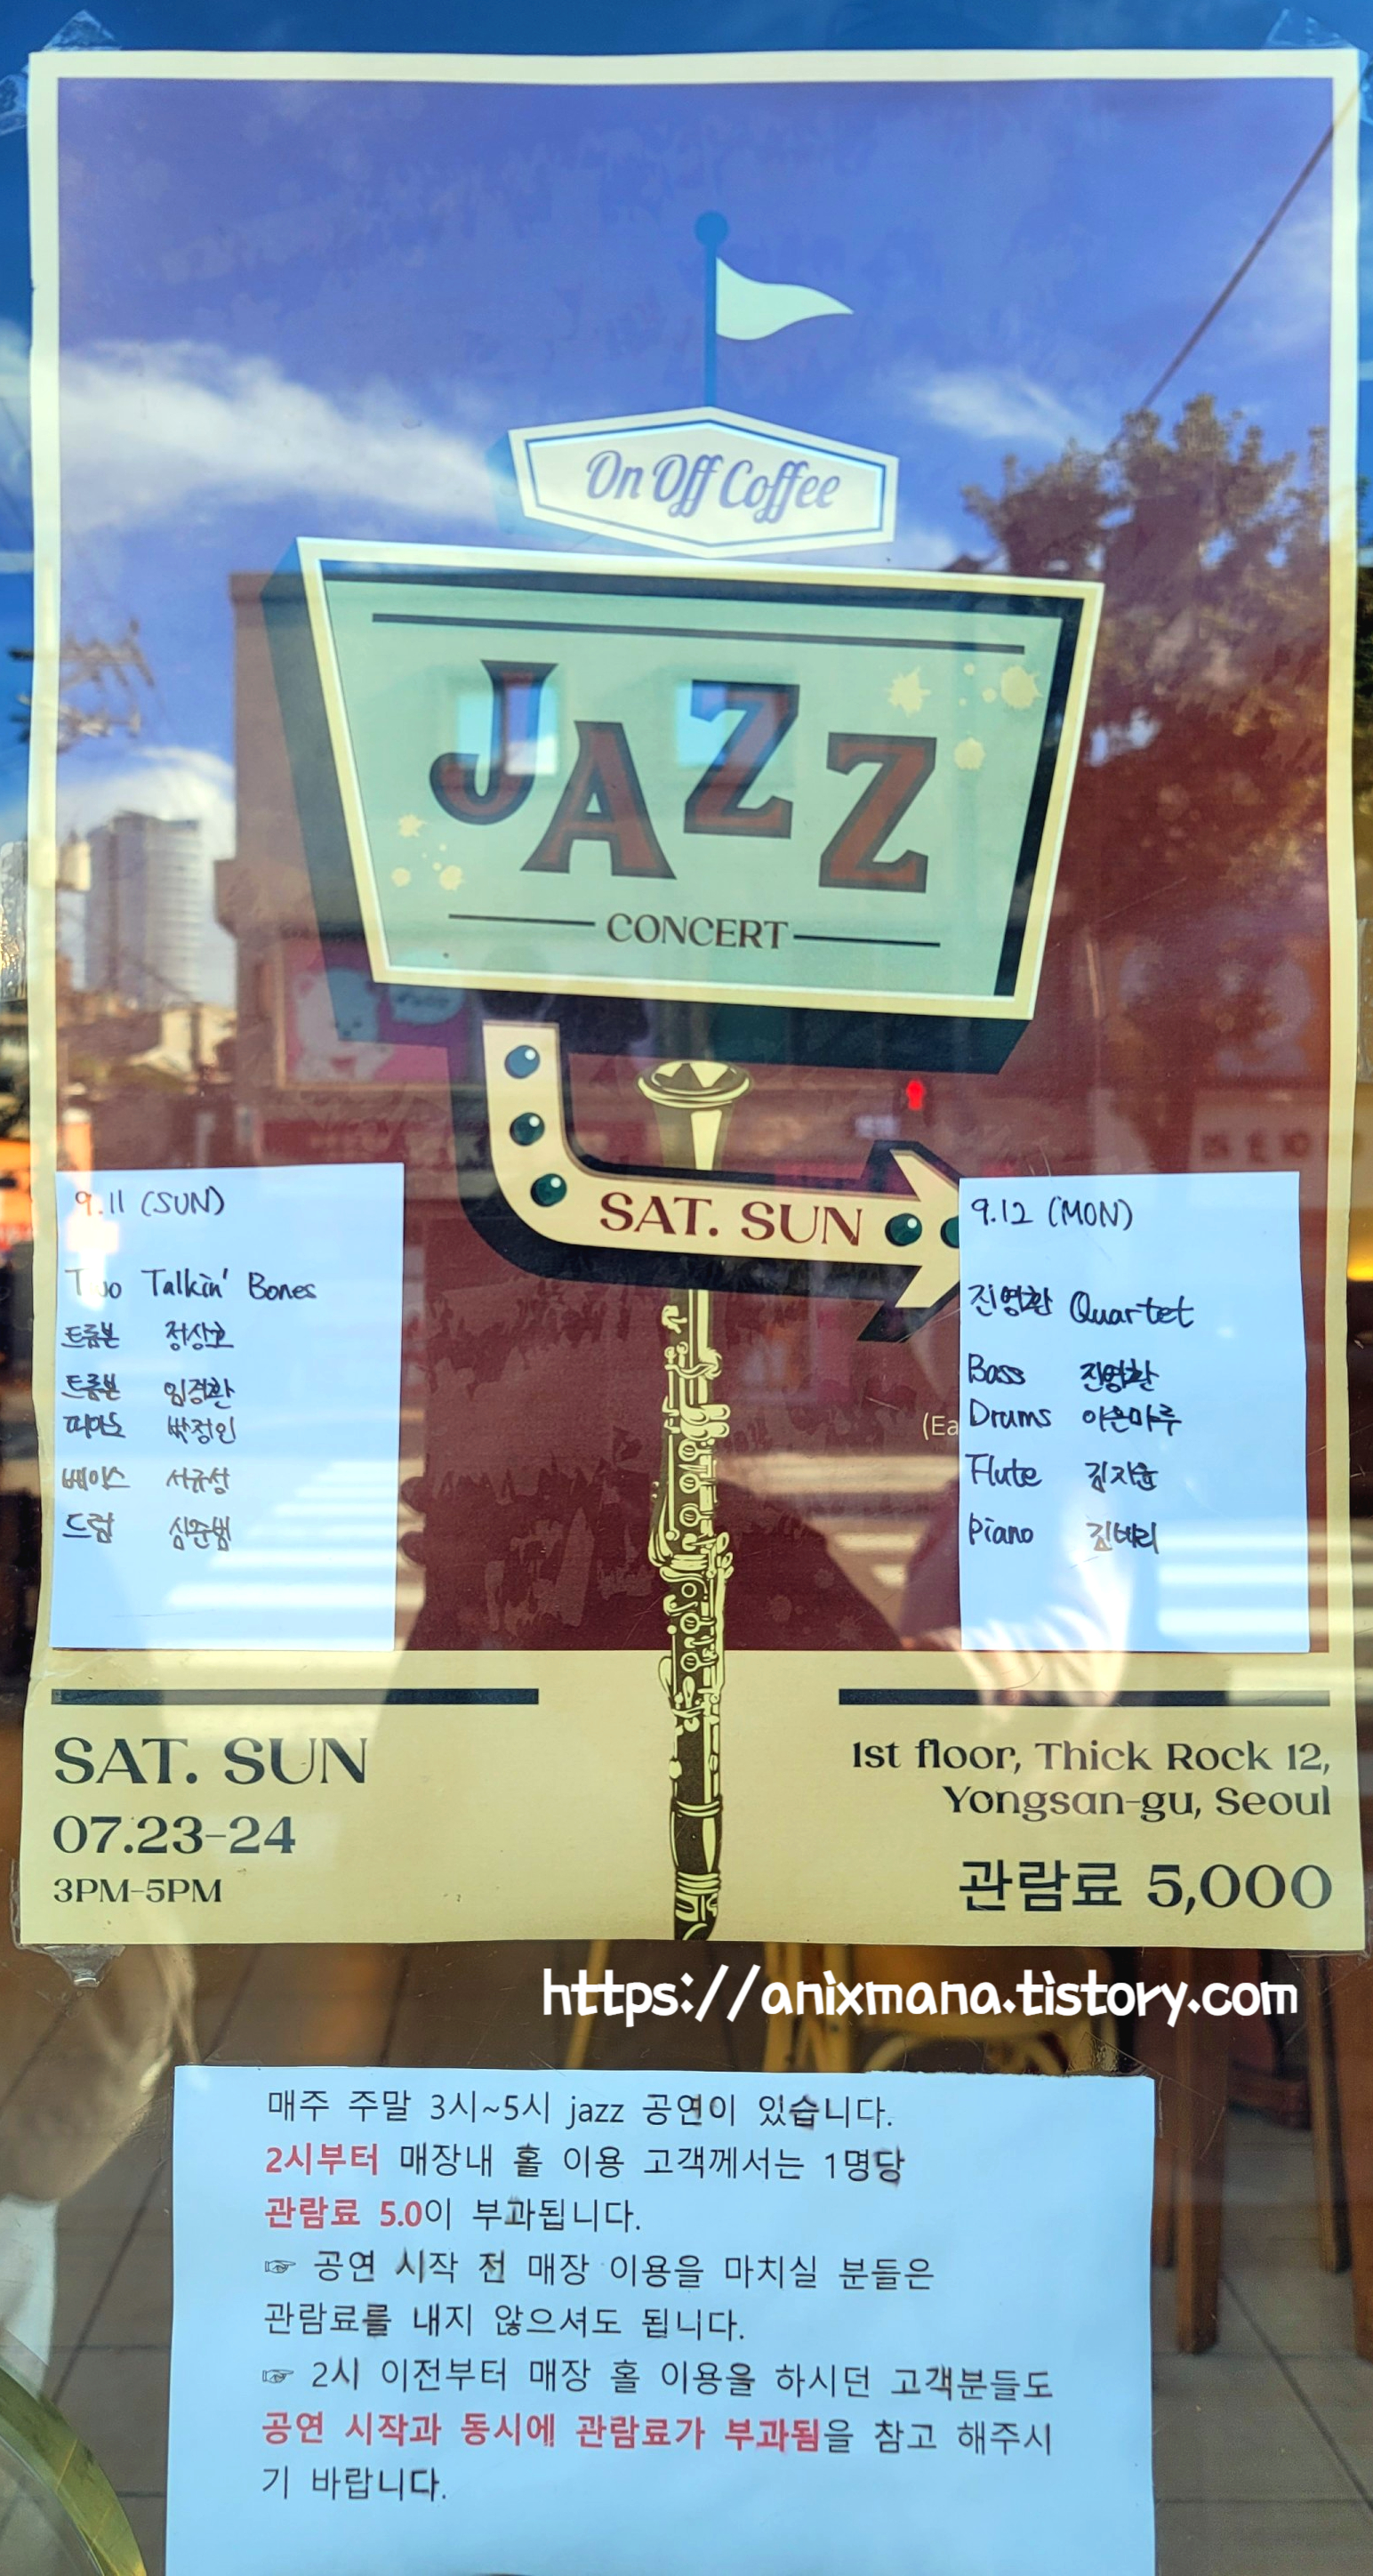 On Off Coffee
JAZZ
CONCERT
SAT. SUN
9.11 (SUN)
Two Talkin' Bones
트롬본 정상호
트롬본 임경환
피아노 박정인
베이스 서규상
드럼 심준범
(Ea
9.12 (MON)
진영환 Quartet
Bass 진영환
Drums 이은마루
Flute 김지윤
Piano
SAT. SUN
07.23-24
3PM-5PM
1st floor, Thick Rock 12,
Yongsan-gu, Seoul
관람료 5,000
https://anixmana.tistory.com
매주 주말 3시~5시 jazz 공연이 있습니다.
2시부터 매장내 홀 이용 고객께서는 1명당
관람료 5.0이 부과됩니다.
☞ 공연 시작 전 매장 이용을 마치실 분들은
관람료를 내지 않으셔도 됩니다.
☞ 2시 이전부터 매장 홀 이용을 하시던 고객분들도
공연 시작과 동시에 관람료가 부과됨을 참고 해주시
기 바랍니다.